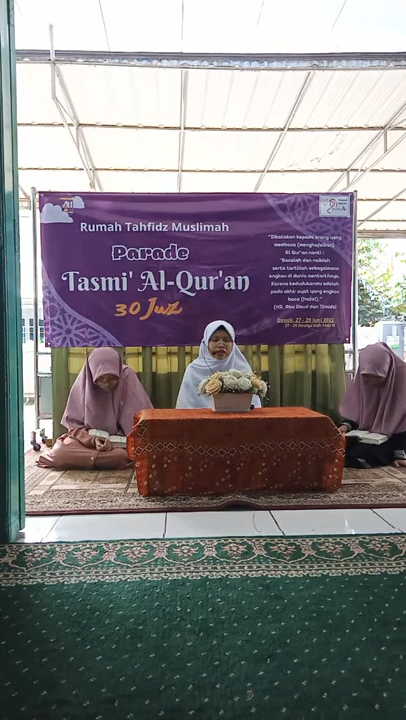 Rumah Tahfidz Muslimah
Parade
Tasmi' Al-Qur'an
30 Juz
"Dikatakan kepada orang yang
membaca (menghafalkan)
Al Qur'an nanti :
'Bacalah dan naiklah
serta tartillah sebagaimana
engkau di dunia mentartilnya.
Karena kedudukanmu adalah
pada akhir ayat yang engkau
baca (hafal)."
(HR. Abu Daud dan Tirmidzi)
Demak, 27 - 29 Juni 2022